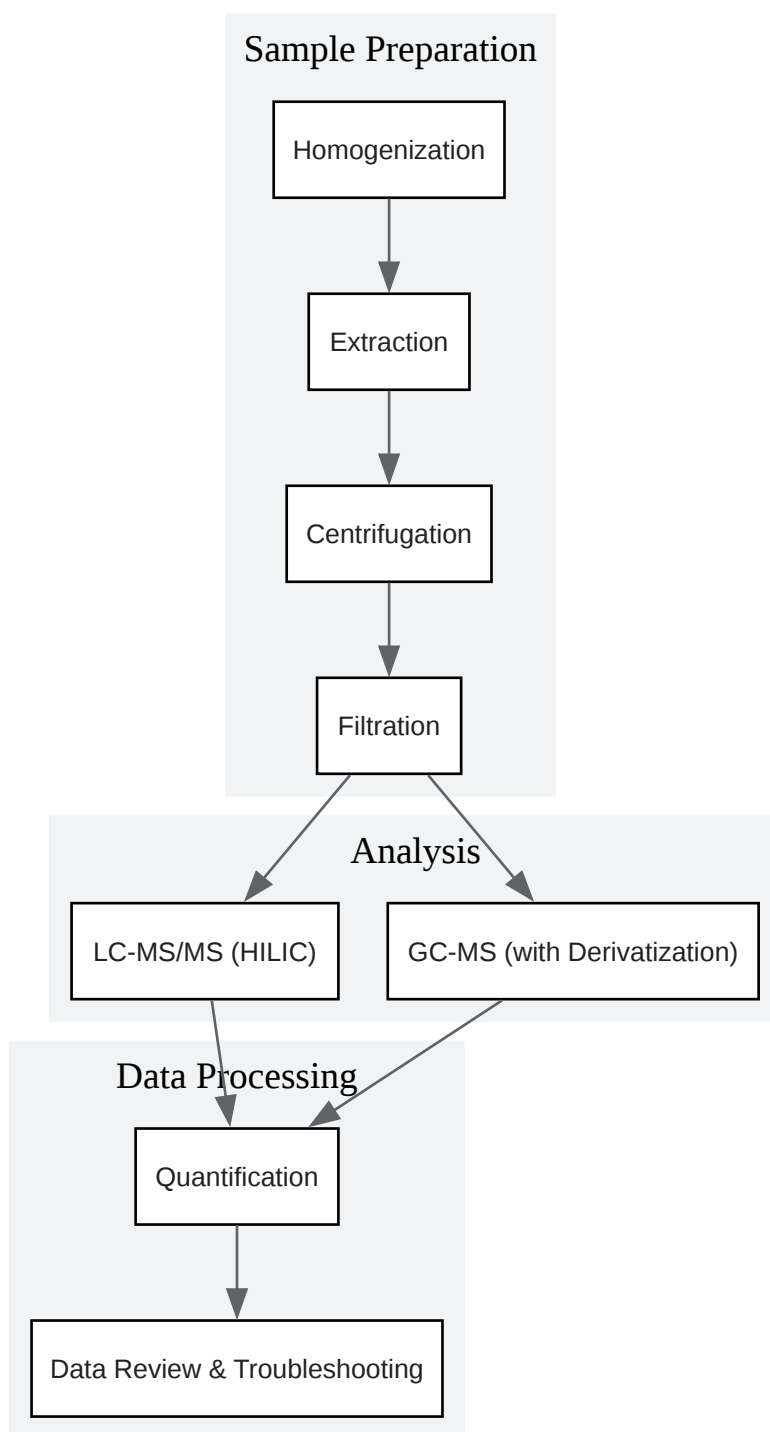 Sample Preparation
Homogenization
Extraction
Centrifugation
Filtration
Analysis
LC-MS/MS (HILIC)
GC-MS (with Derivatization)
Data Processing
Quantification
Data Review & Troubleshooting